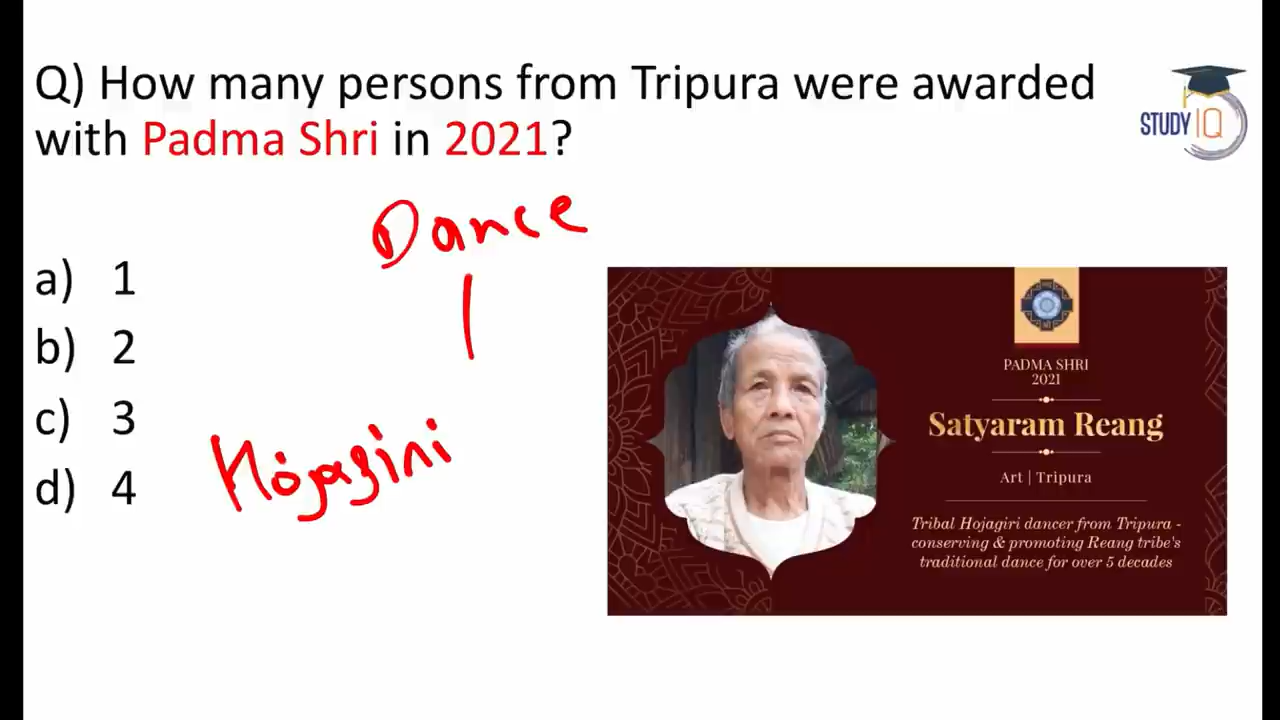 Q) How many persons from Tripura were awarded
with Padma Shri in 2021?
STUDY IQ
Dance
a) 1
b) 2
c) 3
d) 4
Hojagini
PADMA SHRI
2021
Satyaram Reang
Art | Tripura
Tribal Hojagiri dancer from Tripura -
conserving & promoting Reang tribe's
traditional dance for over 5 decades